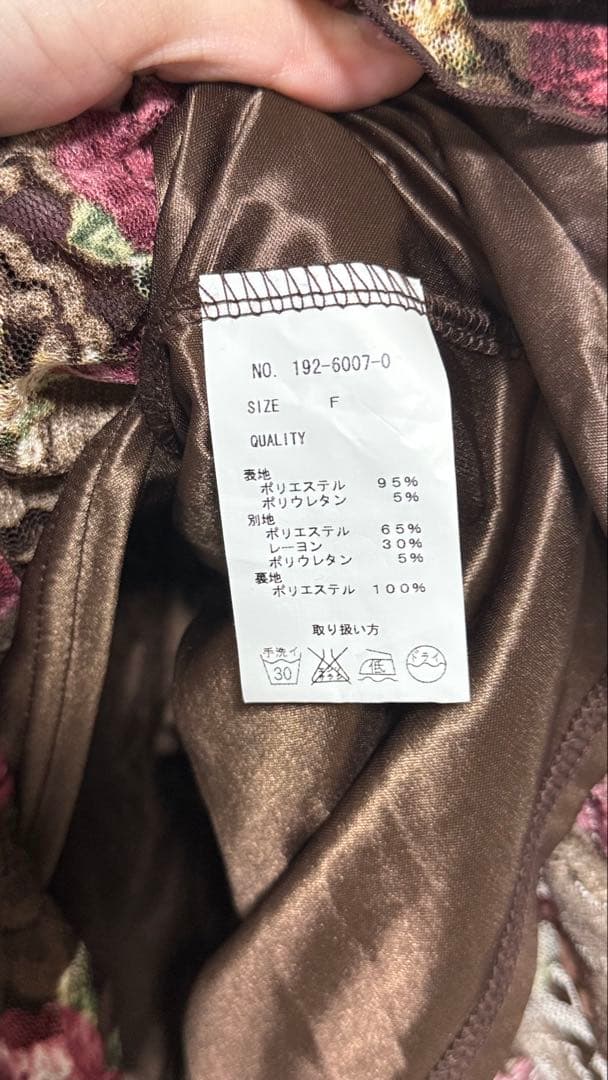 NO. 192-6007-0
SIZE F
QUALITY
表地
ポリエステル 95%
ポリウレタン 5%
別地
ポリエステル 65%
レーヨン 30%
ポリウレタン 5%
裏地
ポリエステル 100%
取り扱い方
手洗イ 30 低 ドライ